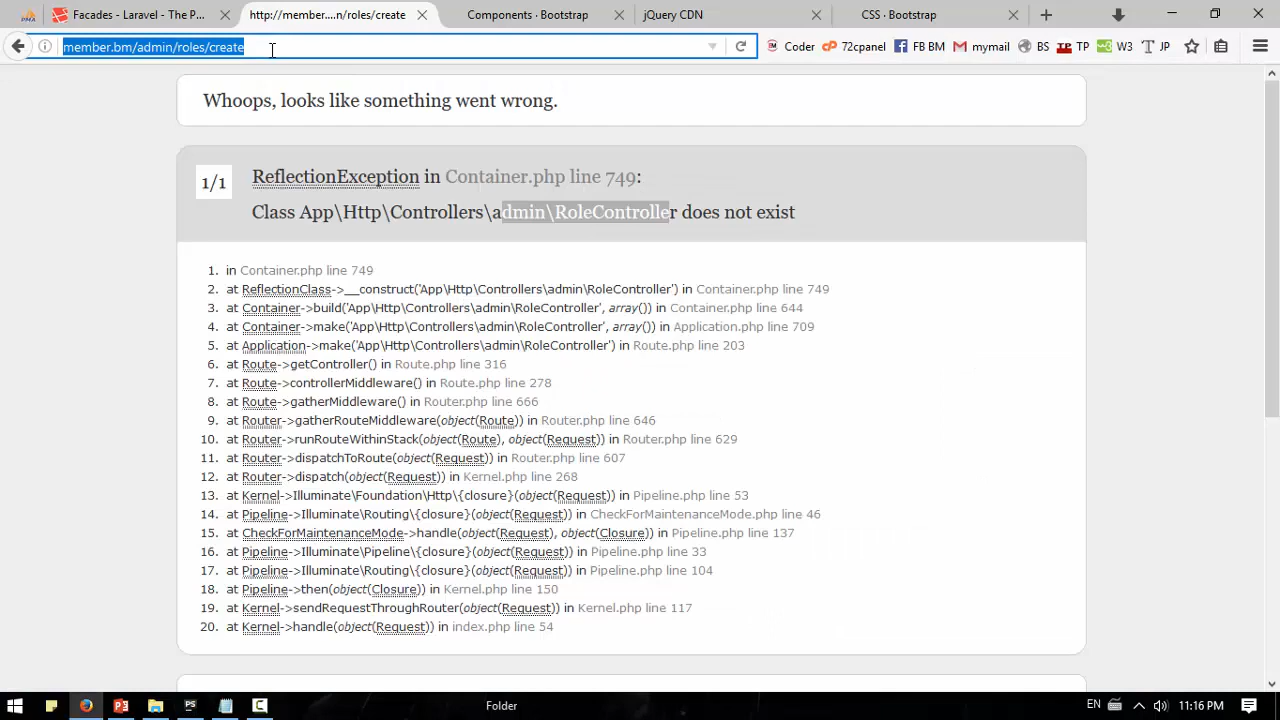 PMA
Facades - Laravel - The P...
http://member....n/roles/create
Components · Bootstrap
jQuery CDN
CSS · Bootstrap
member.bm/admin/roles/create
Coder
72cpanel
FB BM
mymail
BS
TP
W3
JP
Whoops, looks like something went wrong.
1/1
ReflectionException in Container.php line 749:
Class App\Http\Controllers\admin\RoleController does not exist
1. in Container.php line 749
2. at ReflectionClass->__construct('App\Http\Controllers\admin\RoleController') in Container.php line 749
3. at Container->build('App\Http\Controllers\admin\RoleController', array()) in Container.php line 644
4. at Container->make('App\Http\Controllers\admin\RoleController', array()) in Application.php line 709
5. at Application->make('App\Http\Controllers\admin\RoleController') in Route.php line 203
6. at Route->getController() in Route.php line 316
7. at Route->controllerMiddleware() in Route.php line 278
8. at Route->gatherMiddleware() in Router.php line 666
9. at Router->gatherRouteMiddleware(object(Route)) in Router.php line 646
10. at Router->runRouteWithinStack(object(Route), object(Request)) in Router.php line 629
11. at Router->dispatchToRoute(object(Request)) in Router.php line 607
12. at Router->dispatch(object(Request)) in Kernel.php line 268
13. at Kernel->Illuminate\Foundation\Http\{closure}(object(Request)) in Pipeline.php line 53
14. at Pipeline->Illuminate\Routing\{closure}(object(Request)) in CheckForMaintenanceMode.php line 46
15. at CheckForMaintenanceMode->handle(object(Request), object(Closure)) in Pipeline.php line 137
16. at Pipeline->Illuminate\Pipeline\{closure}(object(Request)) in Pipeline.php line 33
17. at Pipeline->Illuminate\Routing\{closure}(object(Request)) in Pipeline.php line 104
18. at Pipeline->then(object(Closure)) in Kernel.php line 150
19. at Kernel->sendRequestThroughRouter(object(Request)) in Kernel.php line 117
20. at Kernel->handle(object(Request)) in index.php line 54
Folder
EN
11:16 PM